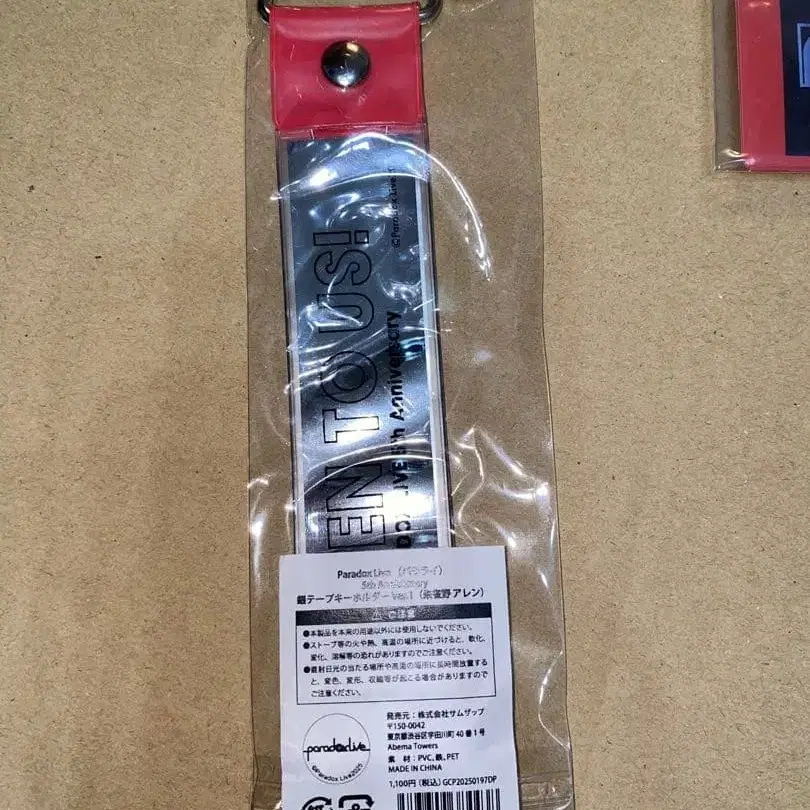 EN TO US!
LIVE 5th Anniversary
©Paradox Live
Paradox Live (パラライ)
5th Anniversary
銀テープキーホルダー Ver.1 (朱雀野 アレン)
⚠ ご注意
●本製品を本来の用途以外には使用しないでください。
●ストーブ等の火や熱、高温の場所に近づけると、軟化、
変化、溶解等の恐れがありますのでご注意ください。
●直射日光の当たる場所や高温の場所に長時間放置する
と、変色、変形、収縮等が起こる場合がありますので
ご注意ください。
paradoxlive
©Paradox Live2025
発売元:株式会社サムザップ
〒150-0042
東京都渋谷区宇田川町 40 番 1 号
Abema Towers
素 材:PVC、鉄、PET
MADE IN CHINA
1,100円(税込) GCP20250197DP